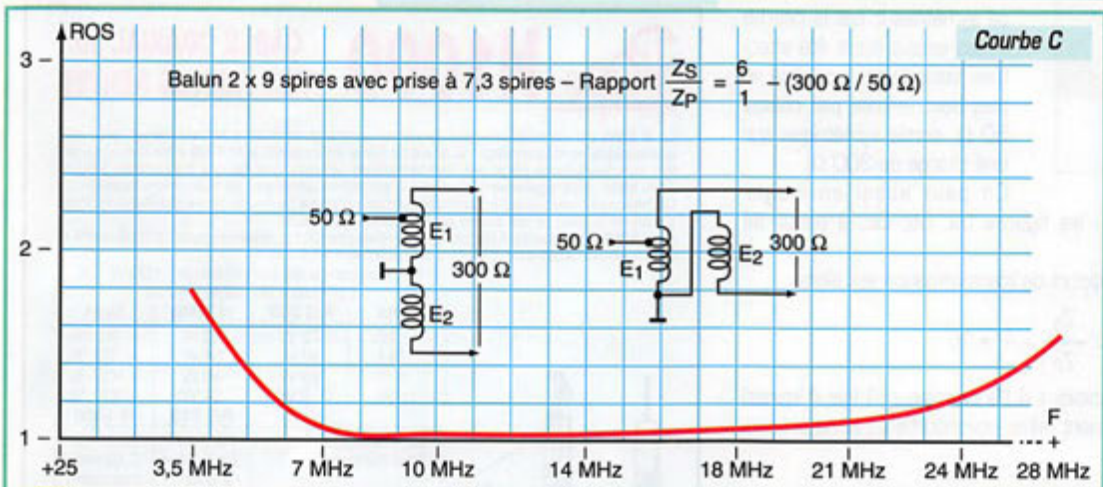 ROS
Courbe C
3
Balun 2 x 9 spires avec prise à 7,3 spires – Rapport ZS/ZP = 6/1 – (300 Ω / 50 Ω)
50 Ω
E1
300 Ω
E2
50 Ω
E1
E2
300 Ω
2
1
F
+25
3,5 MHz
7 MHz
10 MHz
14 MHz
18 MHz
21 MHz
24 MHz
28 MHz